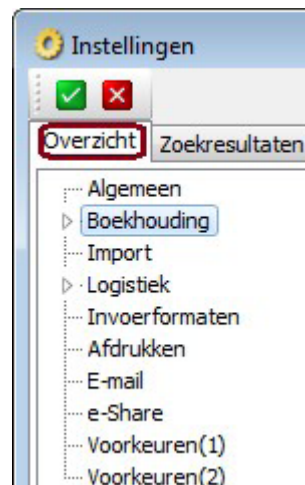 Instellingen
Overzicht Zoekresultaten
Algemeen
Boekhouding
Import
Logistiek
Invoerformaten
Afdrukken
E-mail
e-Share
Voorkeuren(1)
Voorkeuren(2)